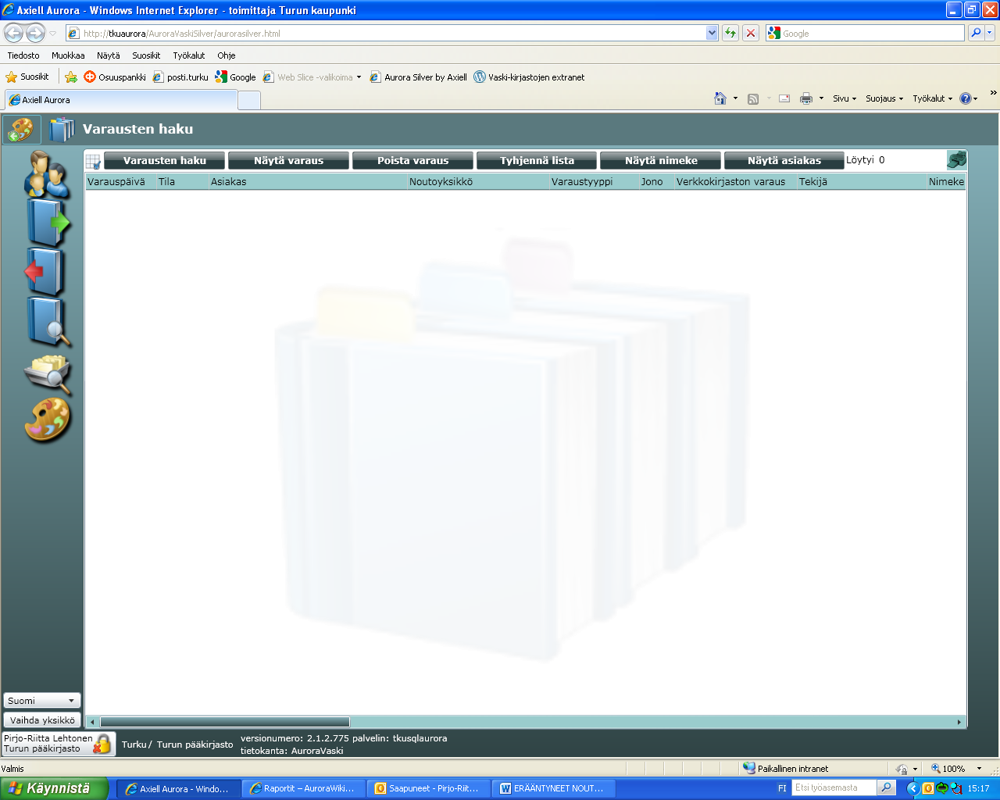 Axiell Aurora - Windows Internet Explorer - toimittaja Turun kaupunki
http://tkuaurora/AuroraVaskiSilver/aurorasilver.html
Google
Tiedosto Muokkaa Näytä Suosikit Työkalut Ohje
Suosikit Osuuspankki posti.turku Google Web Slice -valikoima Aurora Silver by Axiell Vaski-kirjastojen extranet
Axiell Aurora
Sivu Suojaus Työkalut
Varausten haku
Varausten haku Näytä varaus Poista varaus Tyhjennä lista Näytä nimeke Näytä asiakas Löytyi 0
Varauspäivä Tila Asiakas Noutoyksikkö Varaustyyppi Jono Verkkokirjaston varaus Tekijä Nimeke
Suomi
Vaihda yksikkö
Pirjo-Riitta Lehtonen
Turun pääkirjasto
Turku / Turun pääkirjasto
versionumero: 2.1.2.775 palvelin: tkusqlaurora
tietokanta: AuroraVaski
Valmis
Paikallinen intranet
100%
Käynnistä
Axiell Aurora - Windo...
Raportit – AuroraWiki...
Saapuneet - Pirjo-Riit...
ERÄÄNTYNEET NOUT...
FI
Etsi työasemasta
15:17